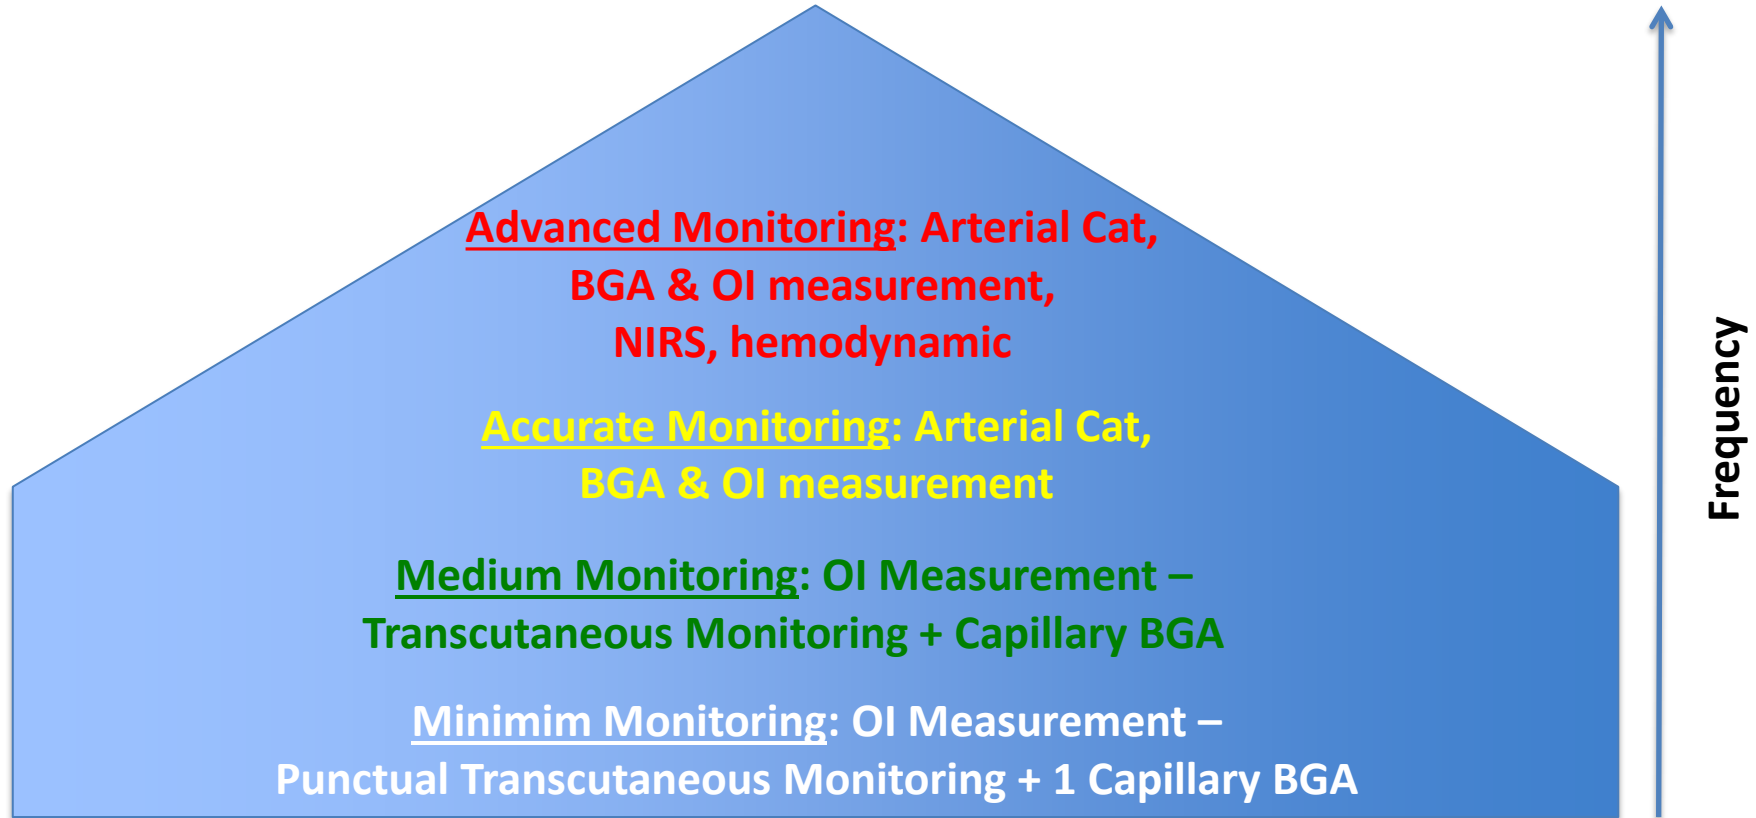 Advanced Monitoring: Arterial Cat,
BGA & OI measurement,
NIRS, hemodynamic
Accurate Monitoring: Arterial Cat,
BGA & OI measurement
Medium Monitoring: OI Measurement –
Transcutaneous Monitoring + Capillary BGA
Minimim Monitoring: OI Measurement –
Punctual Transcutaneous Monitoring + 1 Capillary BGA
Frequency